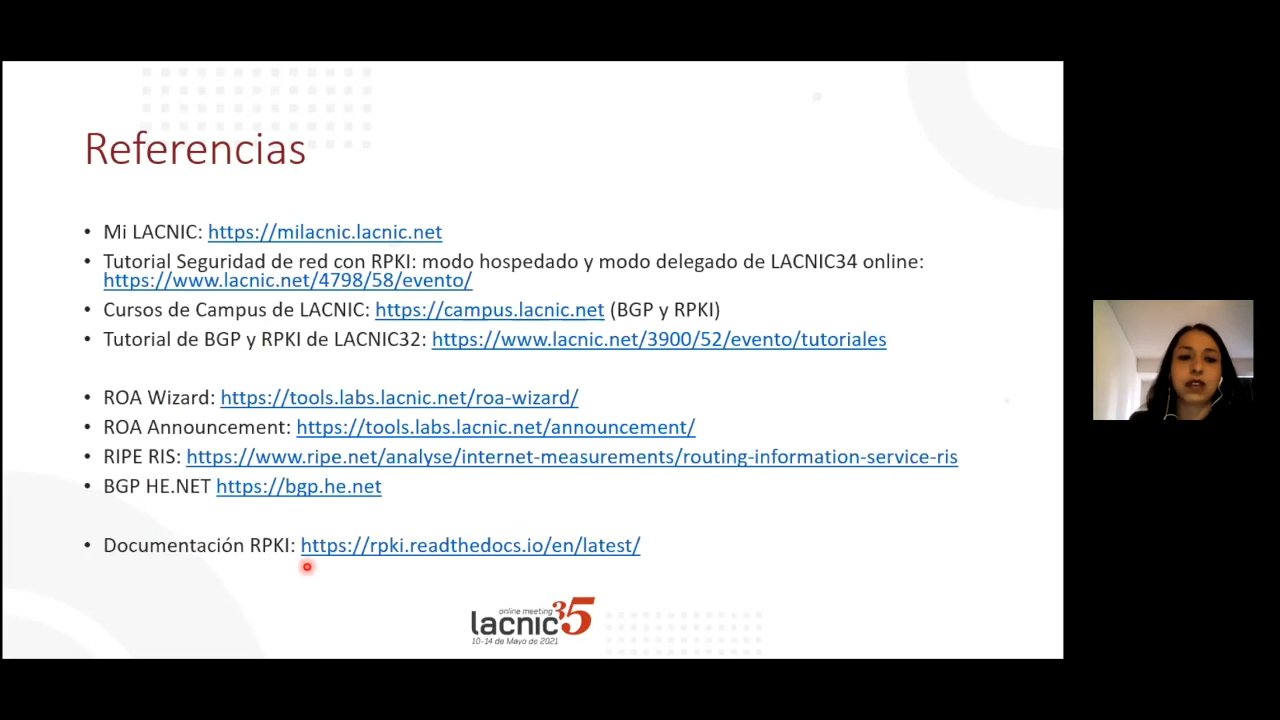 Referencias
• Mi LACNIC: https://milacnic.lacnic.net
• Tutorial Seguridad de red con RPKI: modo hospedado y modo delegado de LACNIC34 online:
https://www.lacnic.net/4798/58/evento/
• Cursos de Campus de LACNIC: https://campus.lacnic.net (BGP y RPKI)
• Tutorial de BGP y RPKI de LACNIC32: https://www.lacnic.net/3900/52/evento/tutoriales
• ROA Wizard: https://tools.labs.lacnic.net/roa-wizard/
• ROA Announcement: https://tools.labs.lacnic.net/announcement/
• RIPE RIS: https://www.ripe.net/analyse/internet-measurements/routing-information-service-ris
• BGP HE.NET https://bgp.he.net
• Documentación RPKI: https://rpki.readthedocs.io/en/latest/
online meeting
lacnic35
10-14 de Mayo de 2021